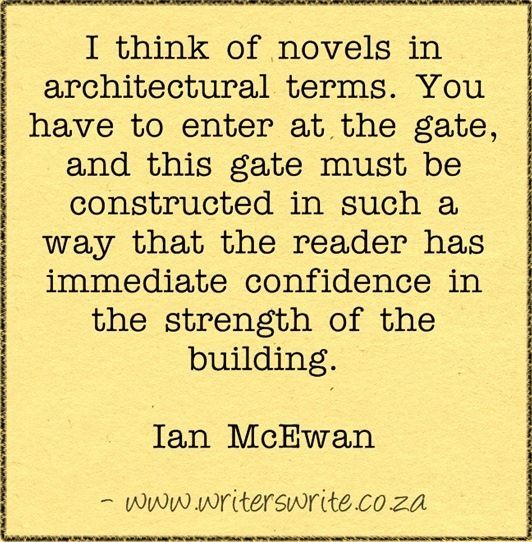 I think of novels in
architectural terms. You
have to enter at the gate,
and this gate must be
constructed in such a
way that the reader has
immediate confidence in
the strength of the
building.
Ian McEwan
- www.writerswrite.co.za